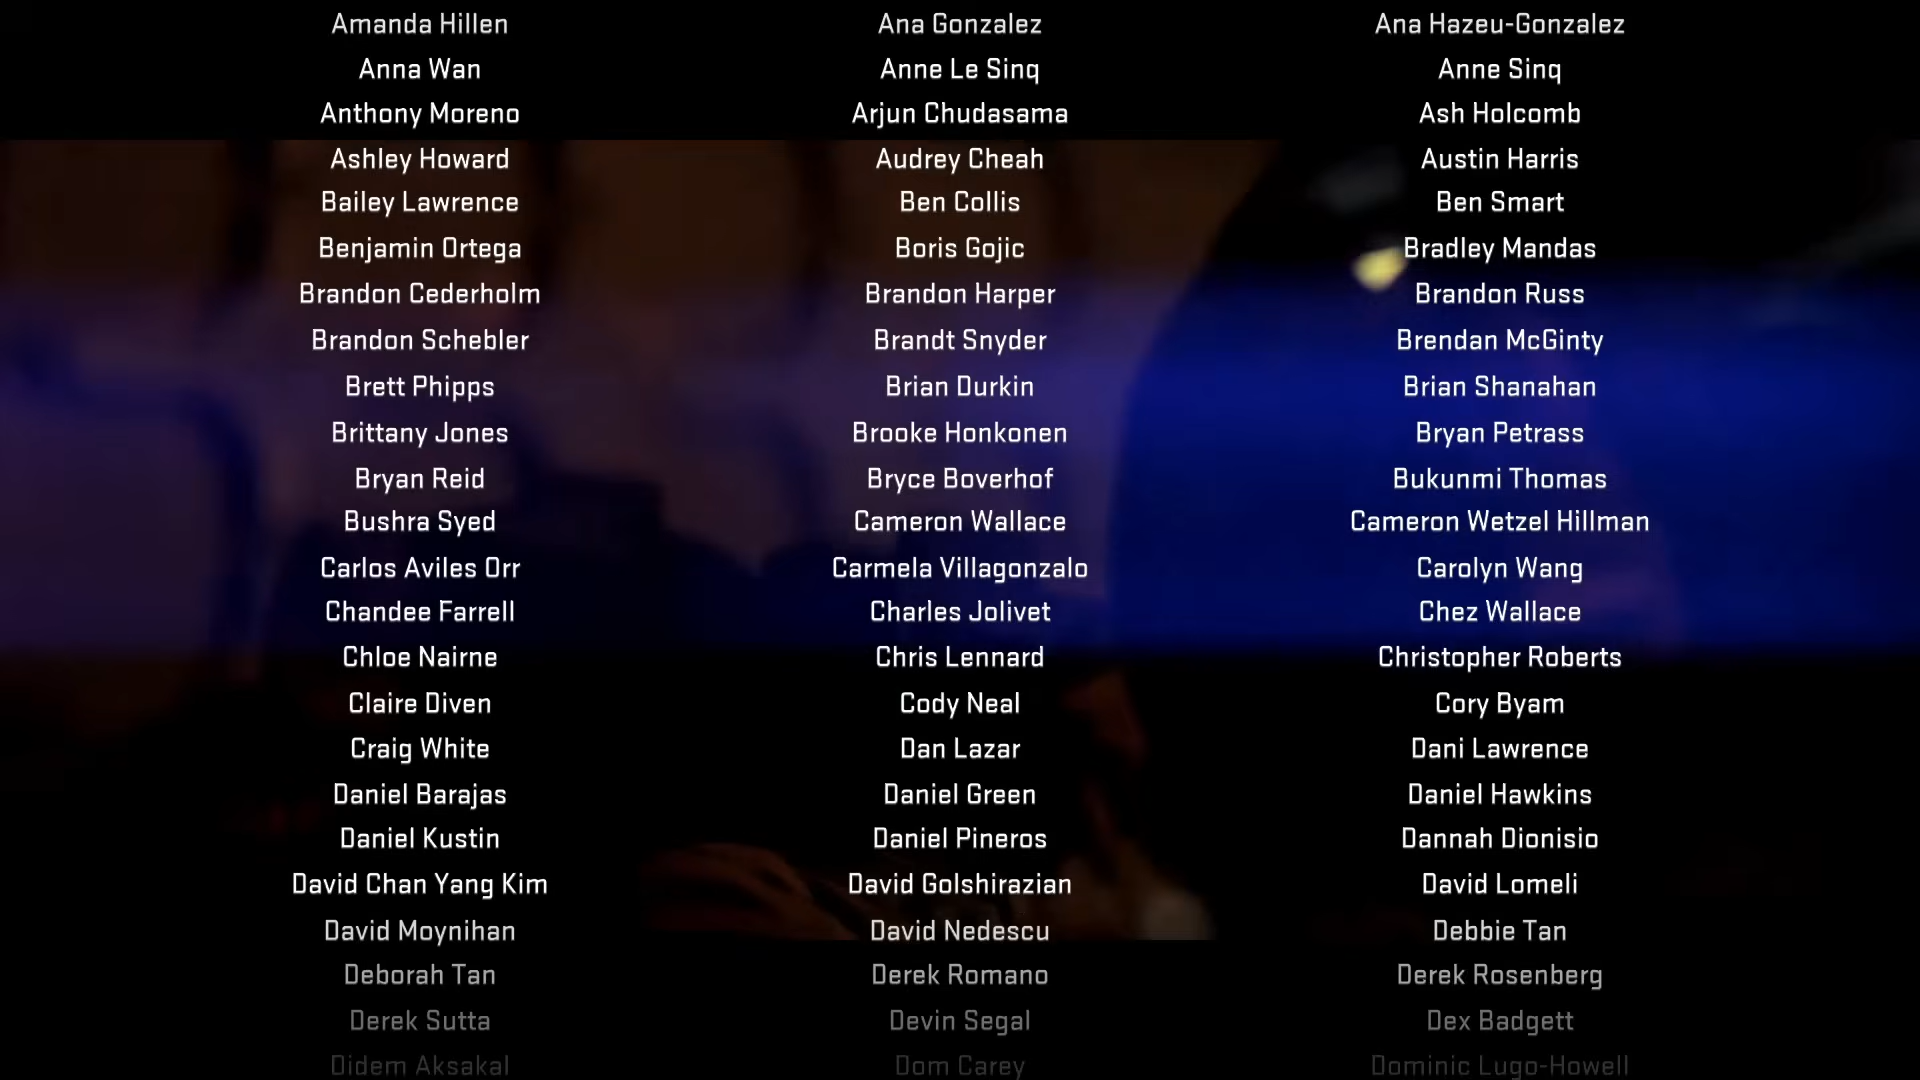 Amanda Hillen Ana Gonzalez Ana Hazeu-Gonzalez
Anna Wan Anne Le Sinq Anne Sinq
Anthony Moreno Arjun Chudasama Ash Holcomb
Ashley Howard Audrey Cheah Austin Harris
Bailey Lawrence Ben Collis Ben Smart
Benjamin Ortega Boris Gojic Bradley Mandas
Brandon Cederholm Brandon Harper Brandon Russ
Brandon Schebler Brandt Snyder Brendan McGinty
Brett Phipps Brian Durkin Brian Shanahan
Brittany Jones Brooke Honkonen Bryan Petrass
Bryan Reid Bryce Boverhof Bukunmi Thomas
Bushra Syed Cameron Wallace Cameron Wetzel Hillman
Carlos Aviles Orr Carmela Villagonzalo Carolyn Wang
Chandee Farrell Charles Jolivet Chez Wallace
Chloe Nairne Chris Lennard Christopher Roberts
Claire Diven Cody Neal Cory Byam
Craig White Dan Lazar Dani Lawrence
Daniel Barajas Daniel Green Daniel Hawkins
Daniel Kustin Daniel Pineros Dannah Dionisio
David Chan Yang Kim David Golshirazian David Lomeli
David Moynihan David Nedescu Debbie Tan
Deborah Tan Derek Romano Derek Rosenberg
Derek Sutta Devin Segal Dex Badgett
Didem Aksakal Dom Carey Dominic Lugo-Howell